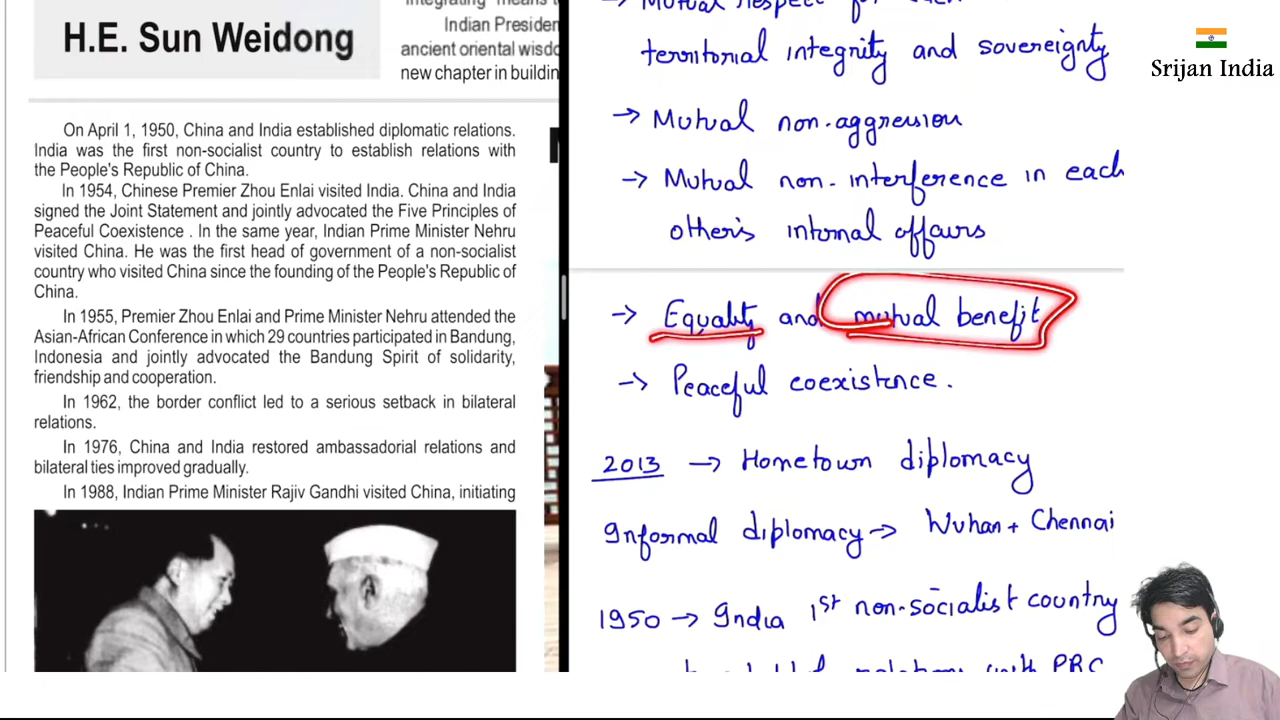 integrating means t
H.E. Sun Weidong
Indian Presiden
ancient oriental wisdo
new chapter in buildin
On April 1, 1950, China and India established diplomatic relations.
India was the first non-socialist country to establish relations with
the People's Republic of China.
In 1954, Chinese Premier Zhou Enlai visited India. China and India
signed the Joint Statement and jointly advocated the Five Principles of
Peaceful Coexistence . In the same year, Indian Prime Minister Nehru
visited China. He was the first head of government of a non-socialist
country who visited China since the founding of the People's Republic of
China.
In 1955, Premier Zhou Enlai and Prime Minister Nehru attended the
Asian-African Conference in which 29 countries participated in Bandung,
Indonesia and jointly advocated the Bandung Spirit of solidarity,
friendship and cooperation.
In 1962, the border conflict led to a serious setback in bilateral
relations.
In 1976, China and India restored ambassadorial relations and
bilateral ties improved gradually.
In 1988, Indian Prime Minister Rajiv Gandhi visited China, initiating
→ Mutual respect for
territorial integrity and sovereignty
→ Mutual non-aggression
→ Mutual non-interference in each
other's internal affairs
→ Equality and mutual benefit
→ Peaceful coexistence.
2013 → Hometown diplomacy
Informal diplomacy → Wuhan + Chennai
1950 → India 1st non-socialist country
relations with PRC
Srijan India